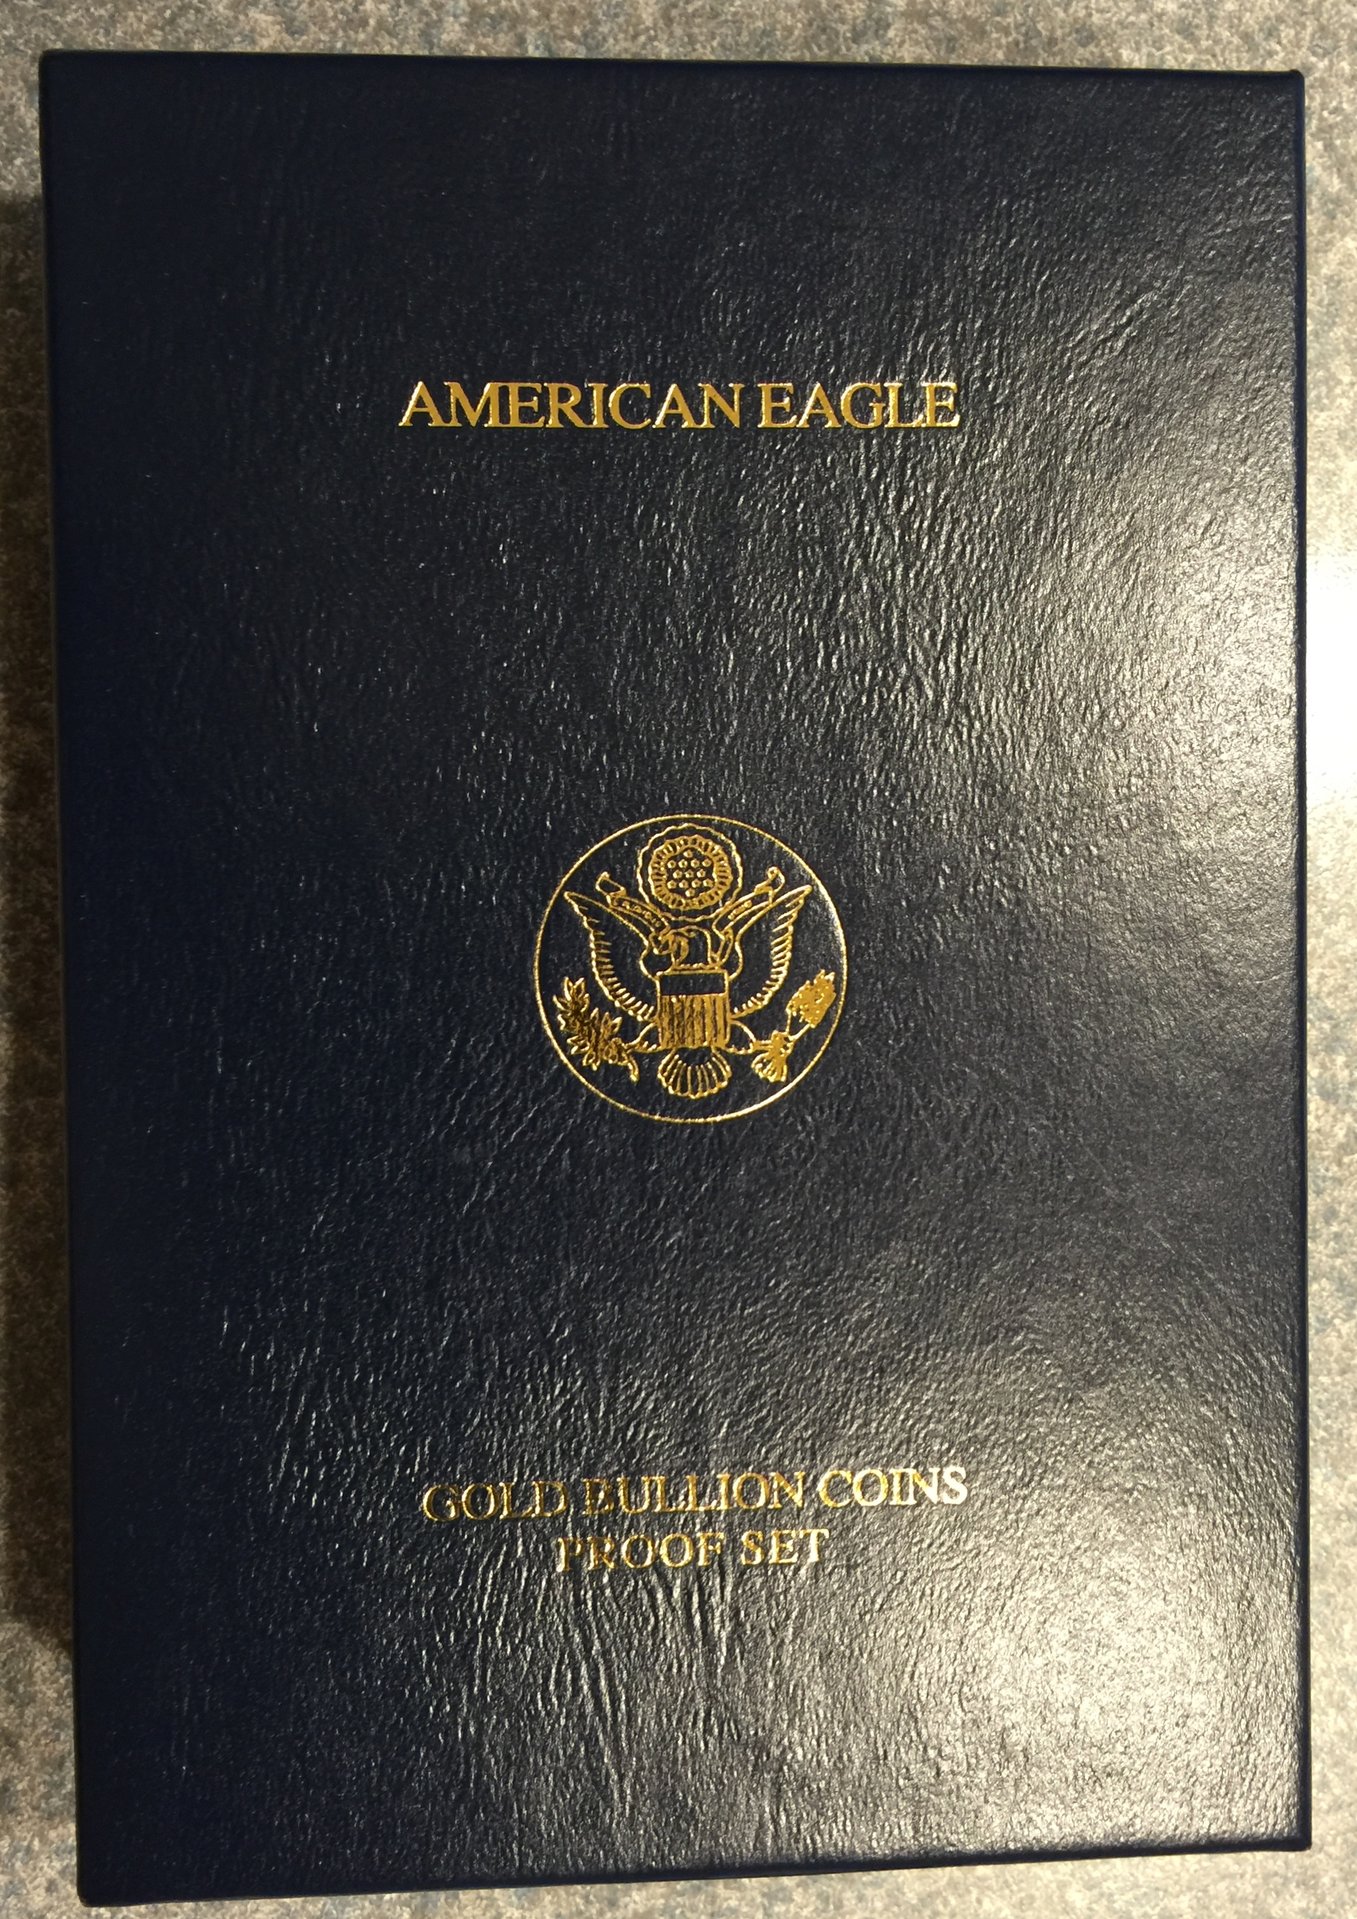 AMERICAN EAGLE
GOLD BULLION COINS
PROOF SET